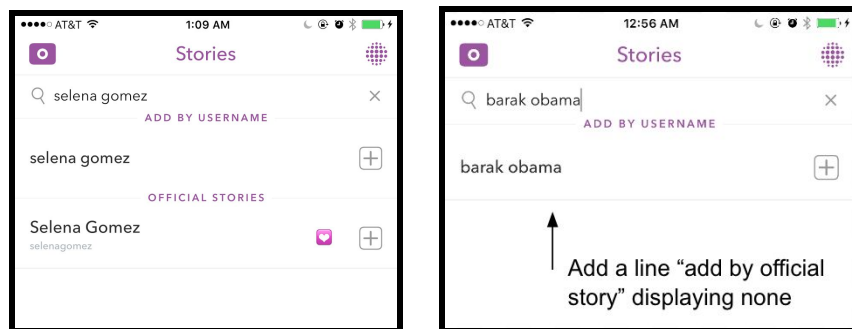 AT&T 1:09 AM
Stories
selena gomez
ADD BY USERNAME
selena gomez
OFFICIAL STORIES
Selena Gomez
selenagomez
AT&T 12:56 AM
Stories
barak obama
ADD BY USERNAME
barak obama
Add a line “add by official
story” displaying none